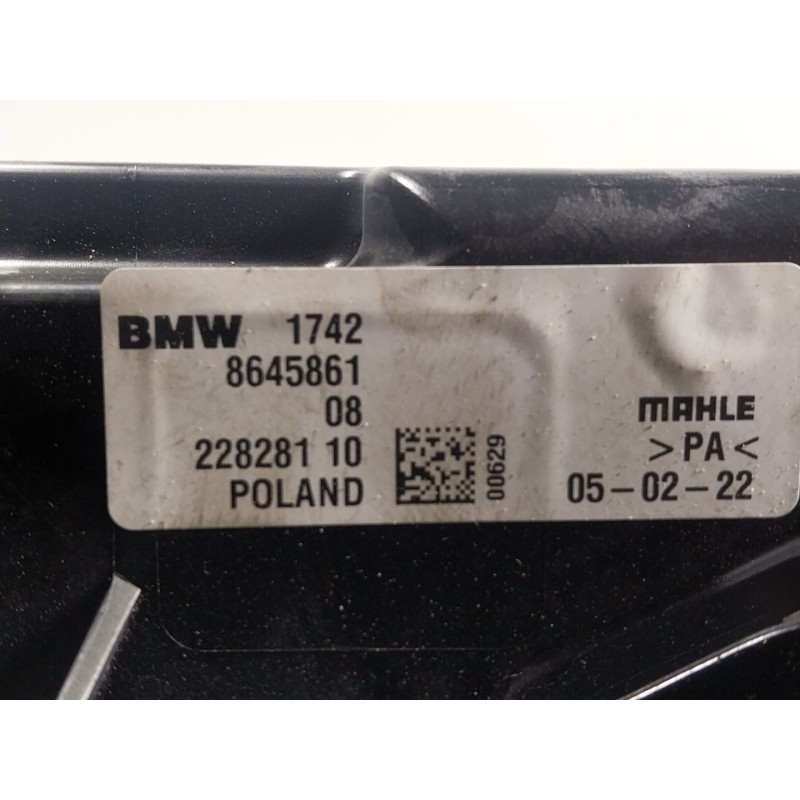 BMW 1742
8645861
08
228281 10
POLAND
00629
MAHLE
>PA<
05-02-22